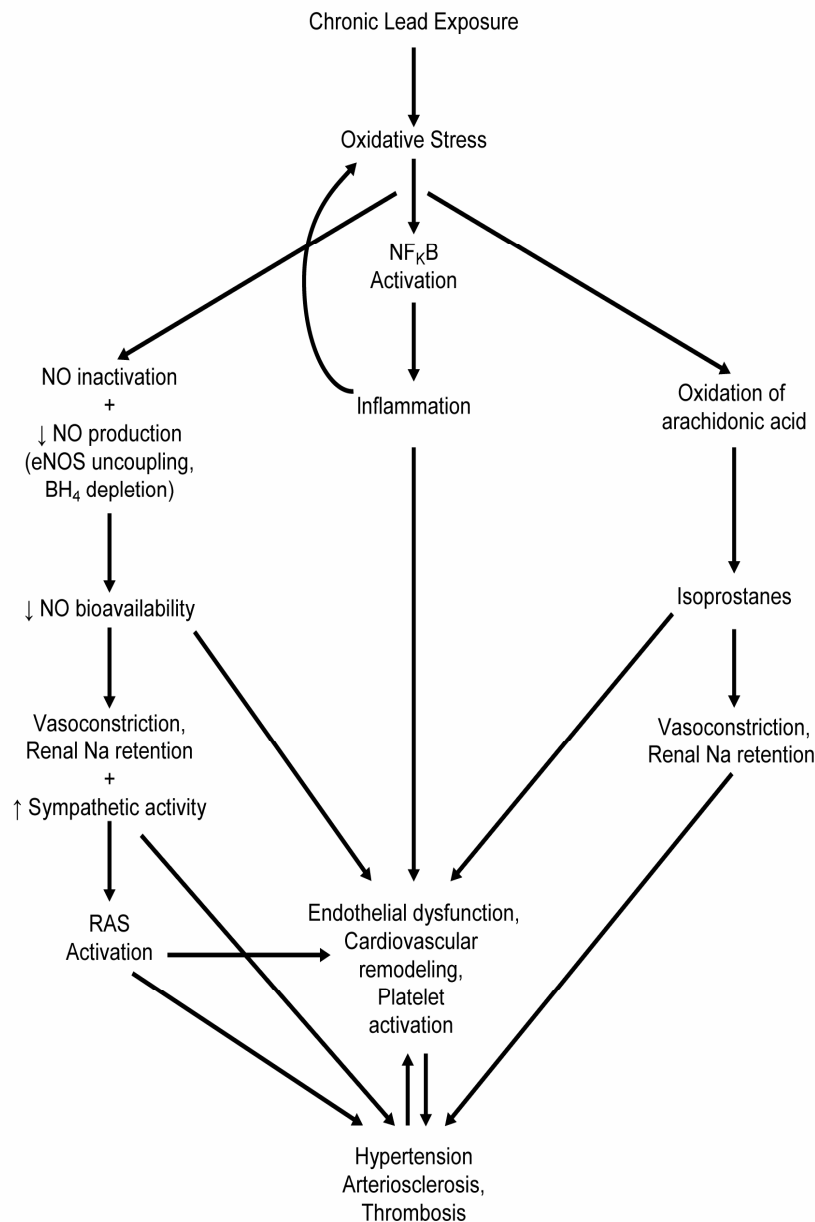 Chronic Lead Exposure
Oxidative Stress
NFKB
Activation
NO inactivation
+
↓ NO production
(eNOS uncoupling,
BH4 depletion)
Inflammation
Oxidation of
arachidonic acid
↓ NO bioavailability
Isoprostanes
Vasoconstriction,
Renal Na retention
+
↑ Sympathetic activity
Vasoconstriction,
Renal Na retention
RAS
Activation
Endothelial dysfunction,
Cardiovascular
remodeling,
Platelet
activation
Hypertension
Arteriosclerosis,
Thrombosis